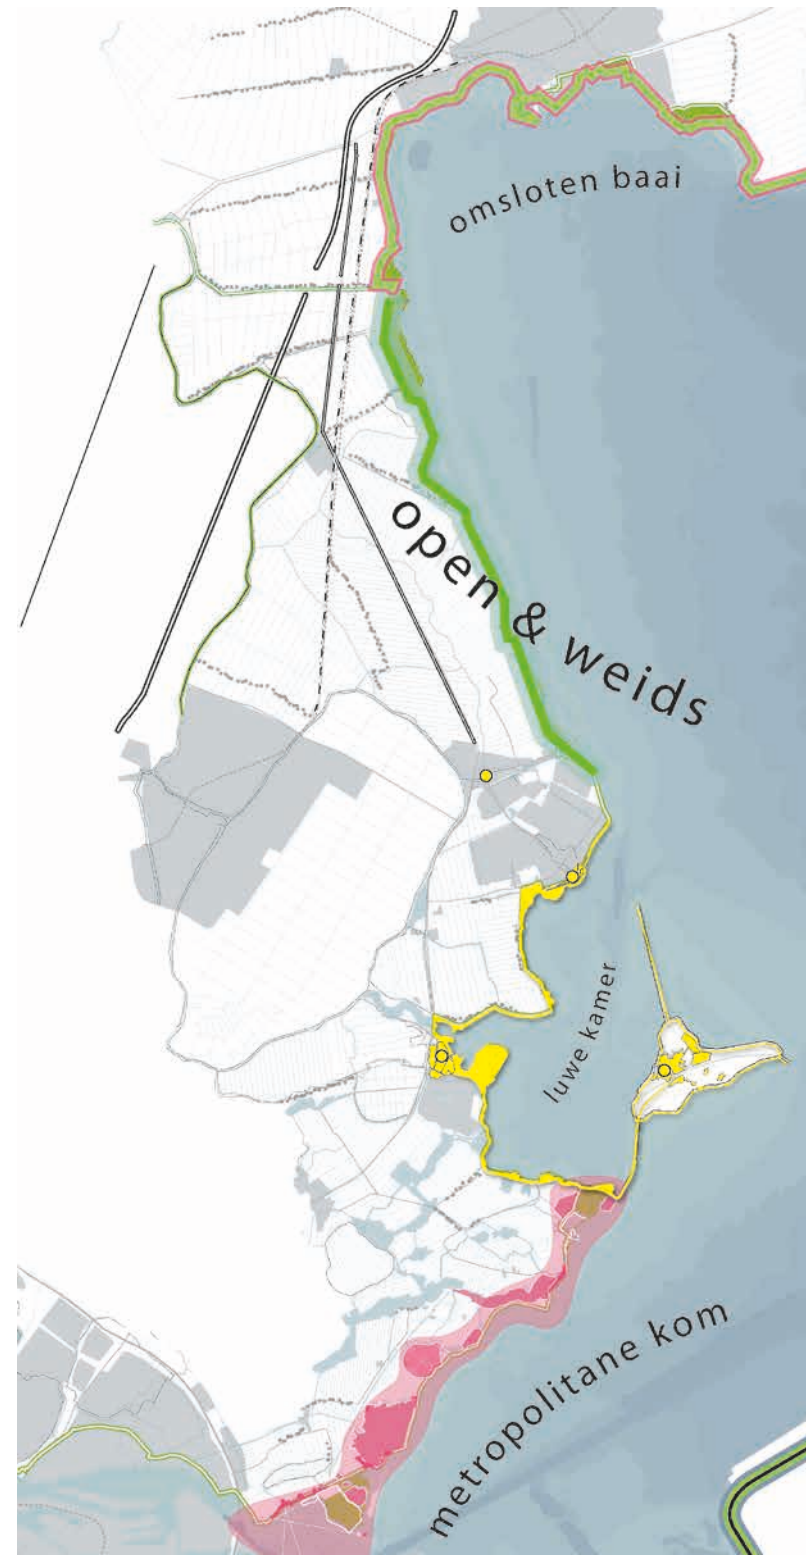 omsloten baai
open & weids
luwe kamer
metropolitane kom